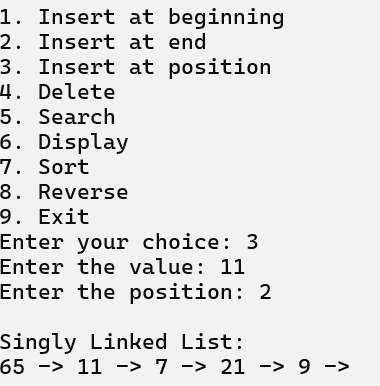 1. Insert at beginning
2. Insert at end
3. Insert at position
4. Delete
5. Search
6. Display
7. Sort
8. Reverse
9. Exit
Enter your choice: 3
Enter the value: 11
Enter the position: 2
Singly Linked List:
65 -> 11 -> 7 -> 21 -> 9 ->